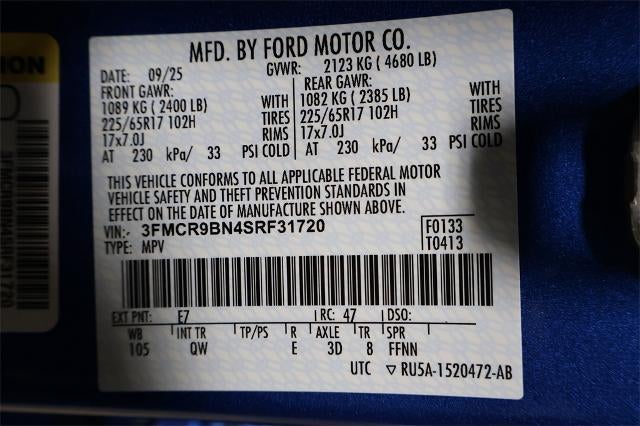 MFD. BY FORD MOTOR CO.
DATE: 09/25 GVWR: 2123 KG ( 4680 LB)
FRONT GAWR: REAR GAWR:
1089 KG ( 2400 LB) WITH 1082 KG ( 2385 LB) WITH
225/65R17 102H TIRES 225/65R17 102H TIRES
17x7.0J RIMS 17x7.0J RIMS
AT 230 kPa/ 33 PSI COLD AT 230 kPa/ 33 PSI COLD
THIS VEHICLE CONFORMS TO ALL APPLICABLE FEDERAL MOTOR
VEHICLE SAFETY AND THEFT PREVENTION STANDARDS IN
EFFECT ON THE DATE OF MANUFACTURE SHOWN ABOVE.
VIN: 3FMCR9BN4SRF31720 F0133
TYPE: MPV T0413
EXT PNT: E7 RC: 47 DSO:
WB INT TR TP/PS R AXLE TR SPR
105 QW E 3D 8 FFNN
UTC ▽ RU5A-1520472-AB
3FMCR9BN4SRF31720